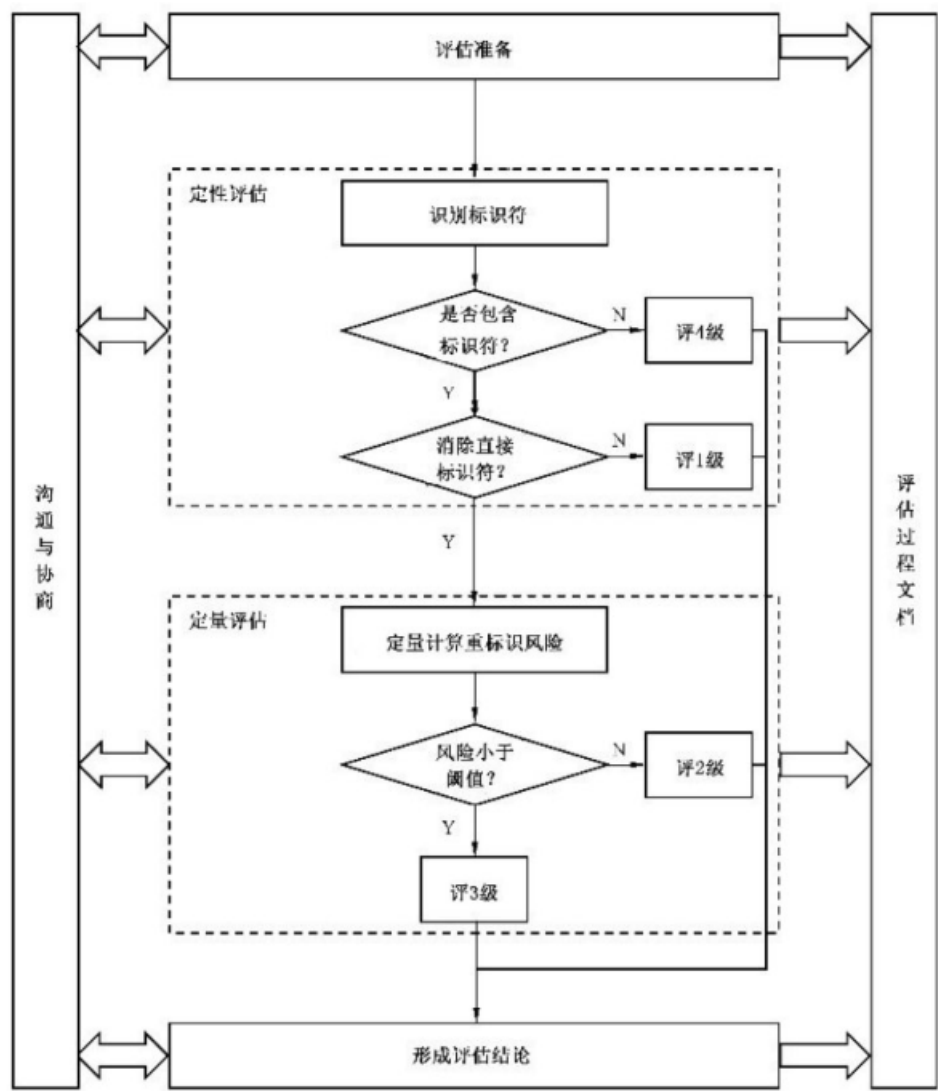 评估准备
定性评估
识别标识符
是否包含
标识符?
N
评4级
Y
消除直接
标识符?
N
评1级
Y
沟通与协商
评估过程文档
定量评估
定量计算重标识风险
风险小于
阈值?
N
评2级
Y
评3级
形成评估结论